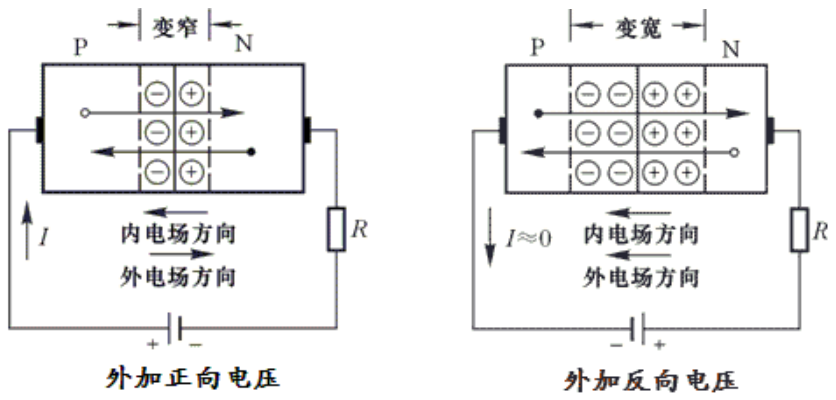 变窄
P
N
− +
− +
− +
I
内电场方向
外电场方向
R
+ −
外加正向电压
变宽
P
N
− − + +
− − + +
− − + +
I≈0
内电场方向
外电场方向
R
− +
外加反向电压